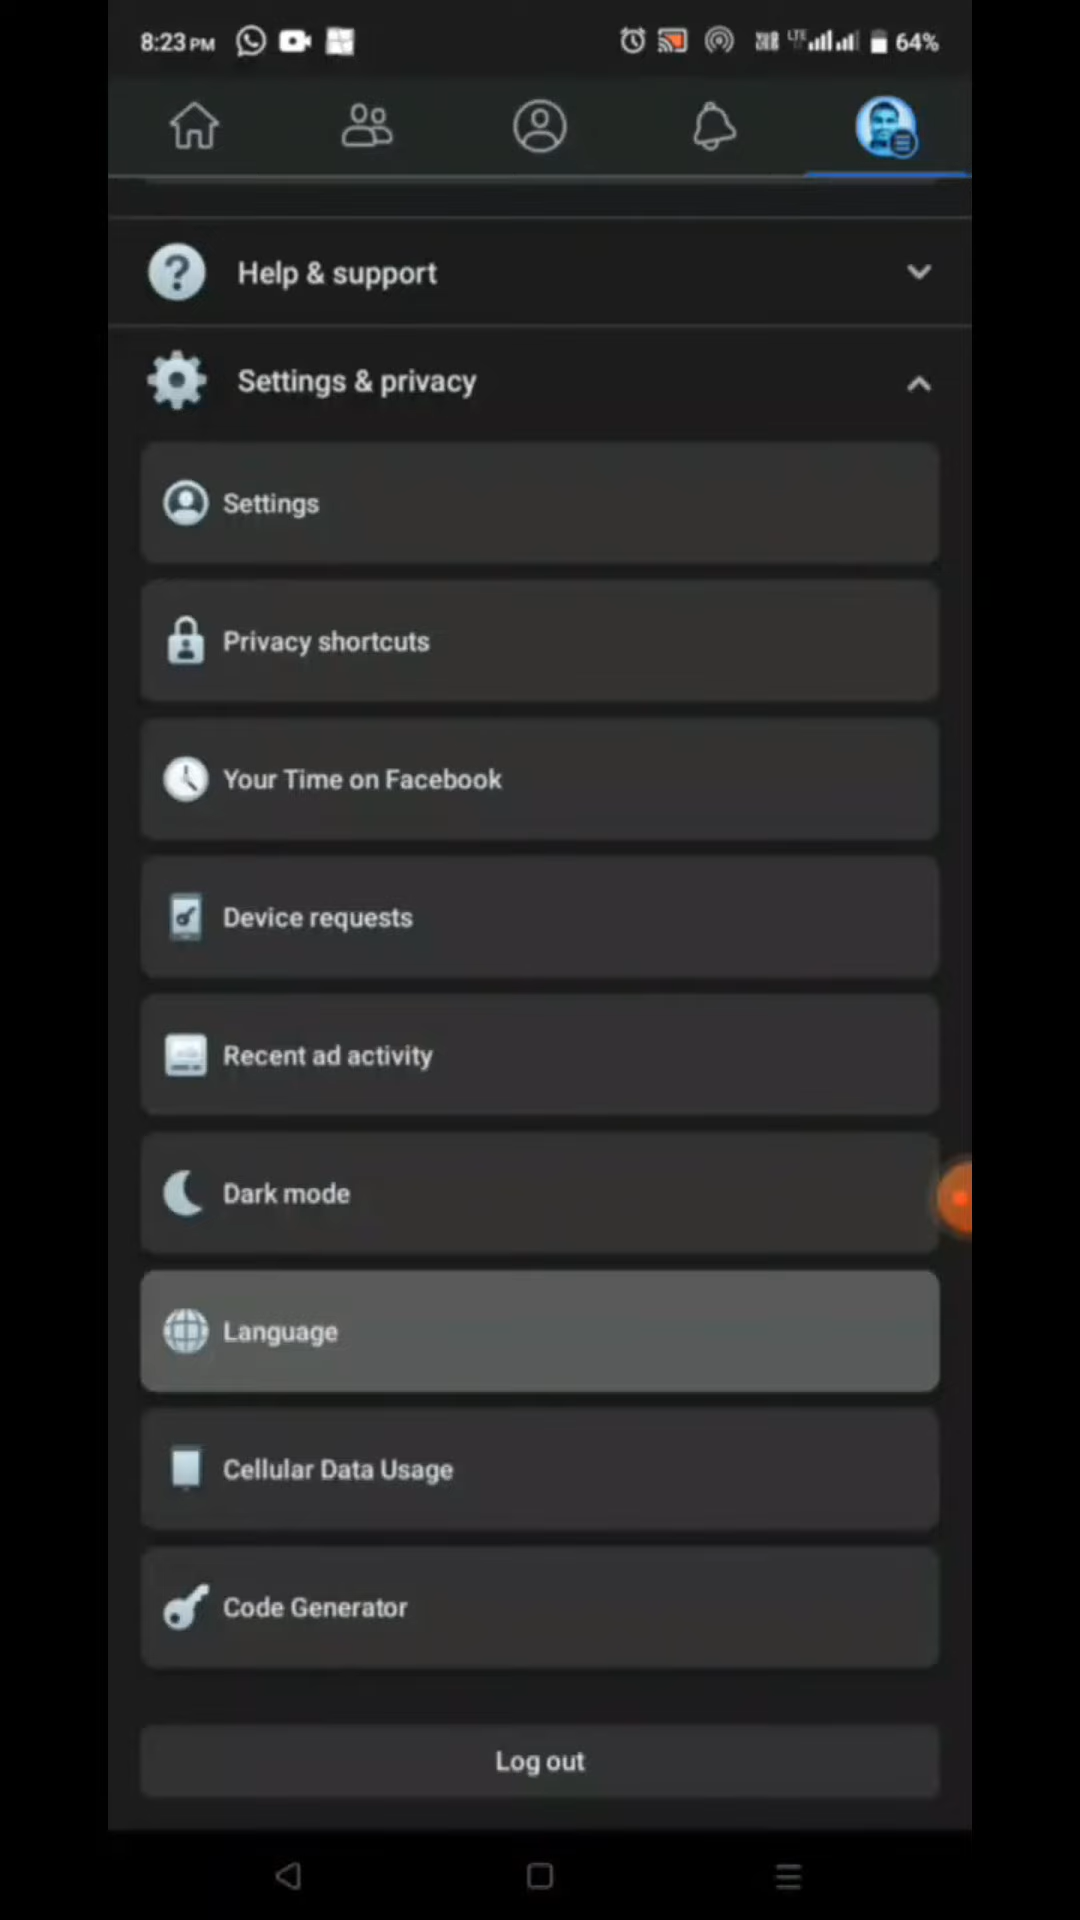 8:23 PM LTE 64%
Help & support
Settings & privacy
Settings
Privacy shortcuts
Your Time on Facebook
Device requests
Recent ad activity
Dark mode
Language
Cellular Data Usage
Code Generator
Log out